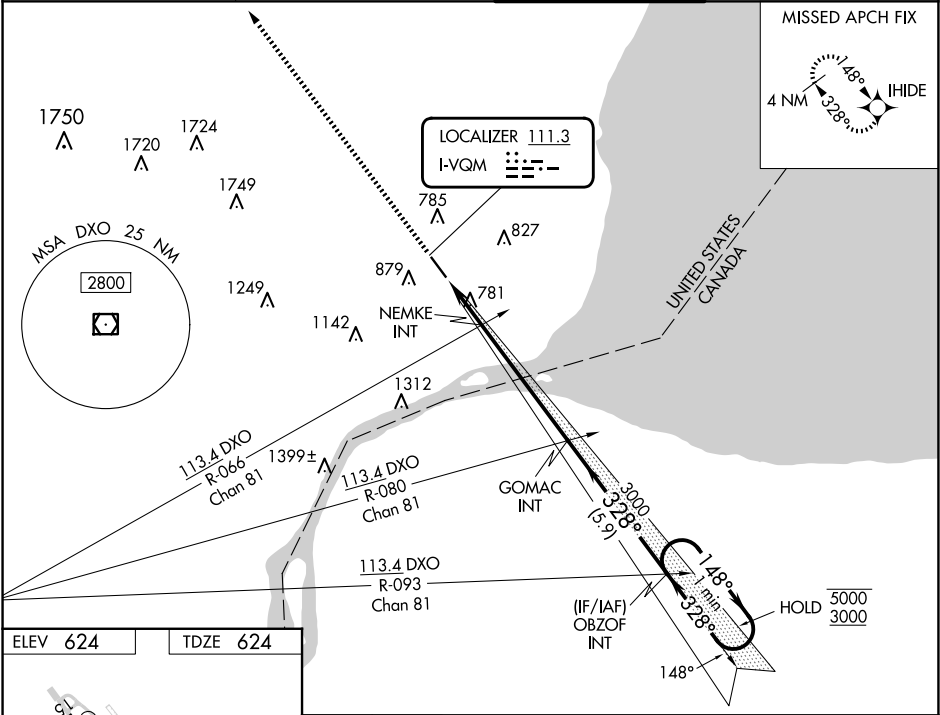 MISSED APCH FIX
148°
4 NM
328°
IHIDE
1750
1720
1724
1749
LOCALIZER 111.3
I-VQM
785
827
MSA DXO 25 NM
2800
1249
879
781
1142
NEMKE
INT
UNITED STATES
CANADA
1312
1399±
113.4 DXO
R-066
Chan 81
113.4 DXO
R-080
Chan 81
GOMAC
INT
3000
328°
(5.9)
113.4 DXO
R-093
Chan 81
(IF/IAF)
OBZOF
INT
148°
1 min
328°
HOLD
5000
3000
148°
ELEV 624
TDZE 624
15